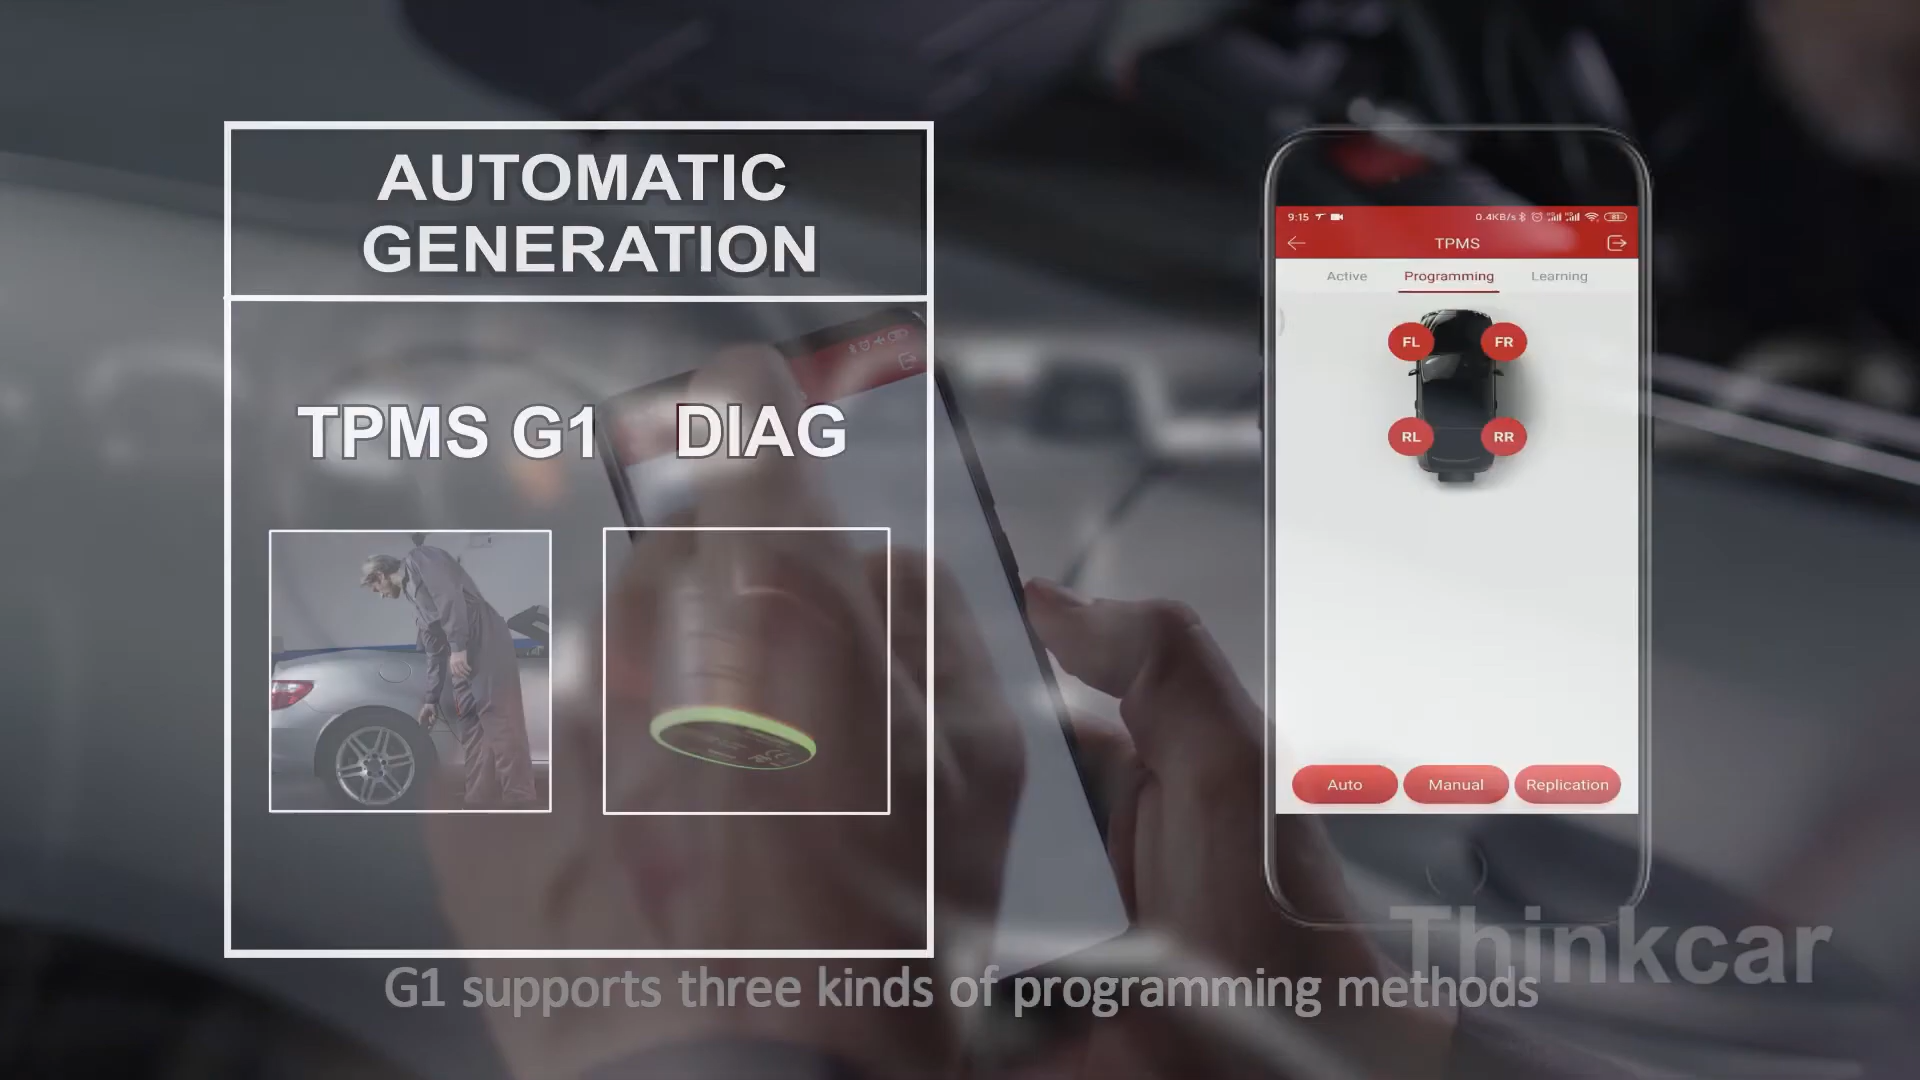 AUTOMATIC
GENERATION
TPMS G1 DIAG
9:15 0.4KB/s
TPMS
Active Programming Learning
FL FR
RL RR
Auto Manual Replication
Thinkcar
G1 supports three kinds of programming methods